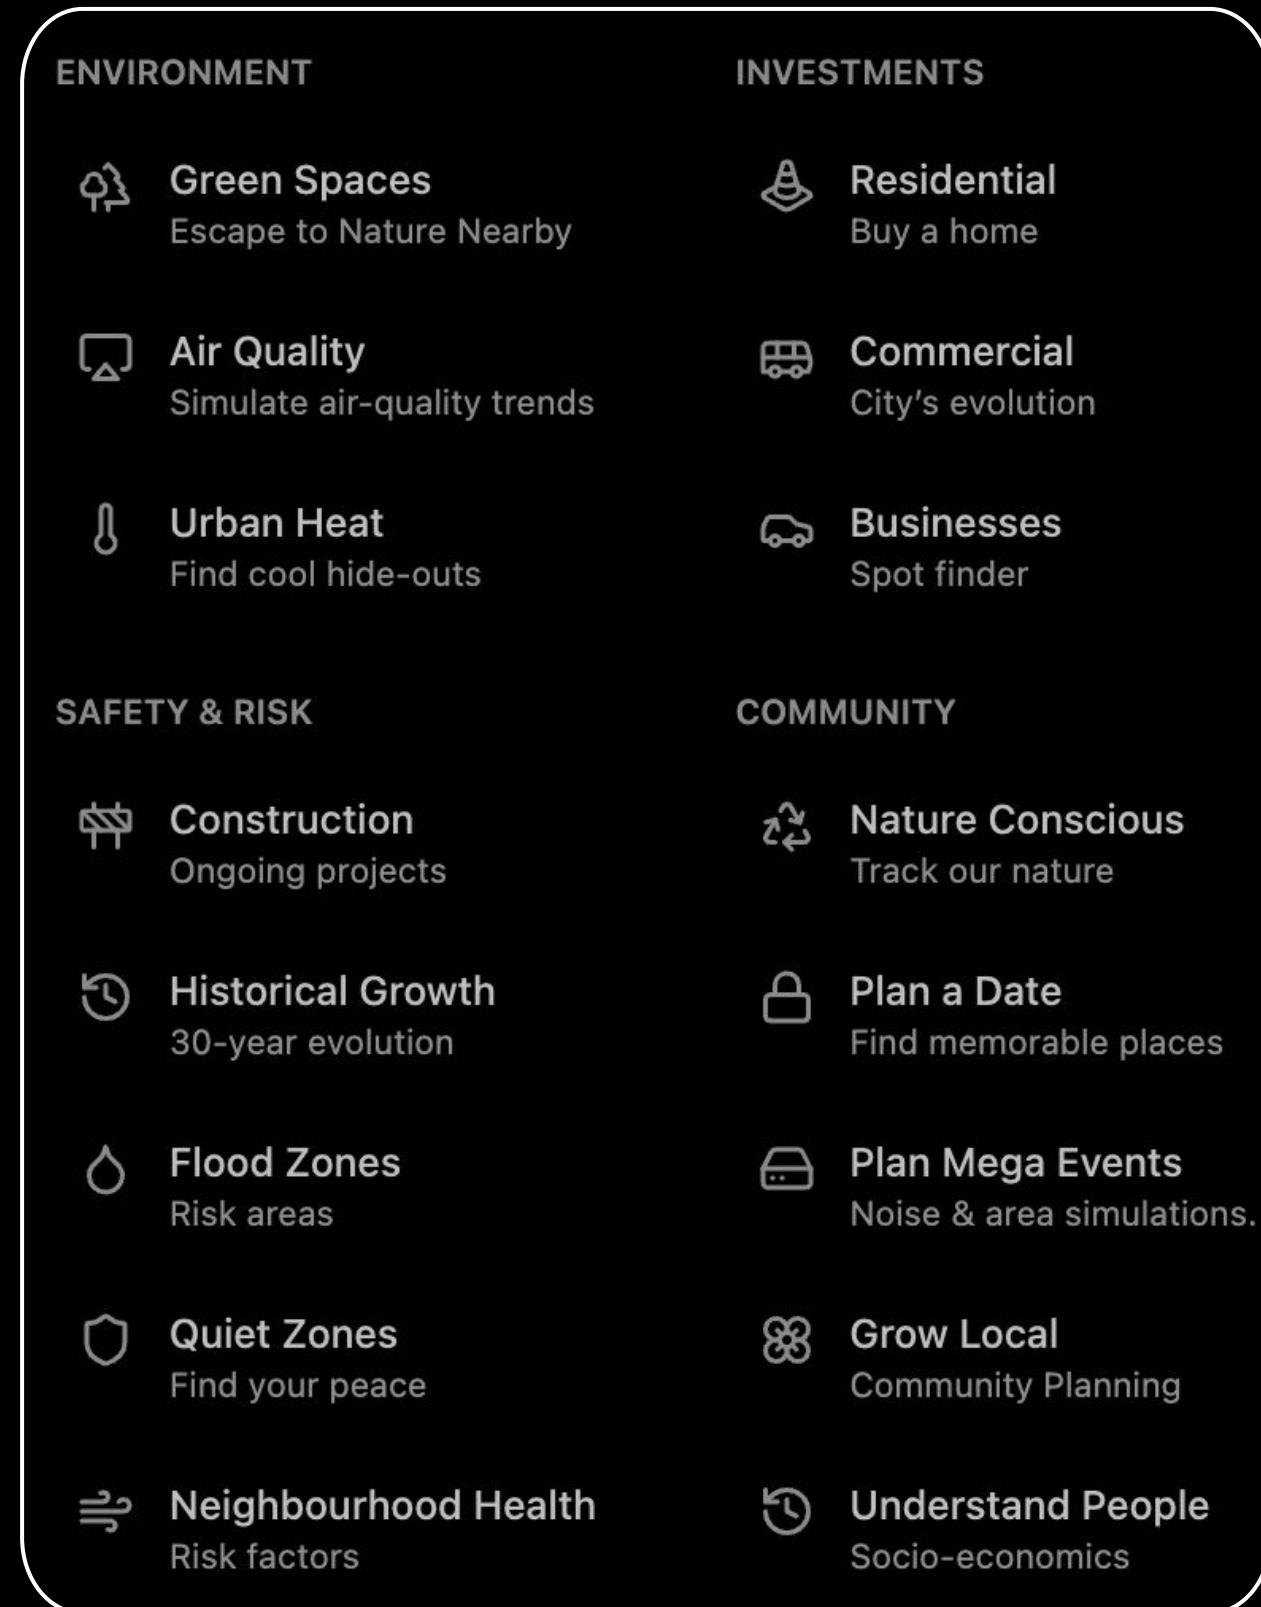 ENVIRONMENT
Green Spaces
Escape to Nature Nearby
Air Quality
Simulate air-quality trends
Urban Heat
Find cool hide-outs
INVESTMENTS
Residential
Buy a home
Commercial
City's evolution
Businesses
Spot finder
SAFETY & RISK
Construction
Ongoing projects
Historical Growth
30-year evolution
Flood Zones
Risk areas
Quiet Zones
Find your peace
Neighbourhood Health
Risk factors
COMMUNITY
Nature Conscious
Track our nature
Plan a Date
Find memorable places
Plan Mega Events
Noise & area simulations.
Grow Local
Community Planning
Understand People
Socio-economics